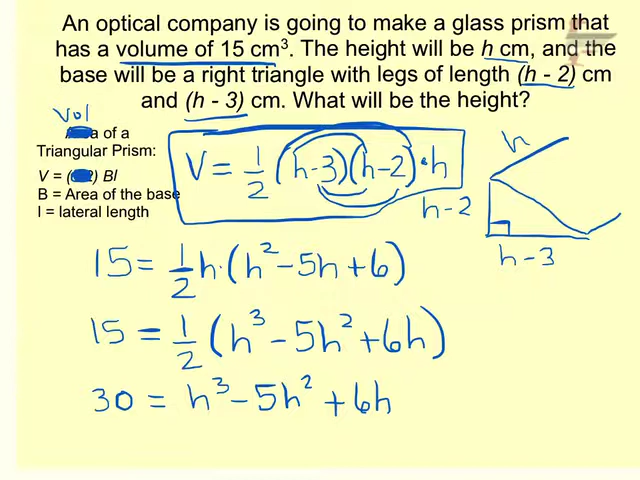 An optical company is going to make a glass prism that
has a volume of 15 cm³. The height will be h cm, and the
base will be a right triangle with legs of length (h - 2) cm
and (h - 3) cm. What will be the height?
Vol
of a
Triangular Prism:
V = ( ) Bl
B = Area of the base
l = lateral length
V = 1/2 (h-3)(h-2)·h
h
h-2
h-3
15 = 1/2 h·(h² - 5h + 6)
15 = 1/2 (h³ - 5h² + 6h)
30 = h³ - 5h² + 6h